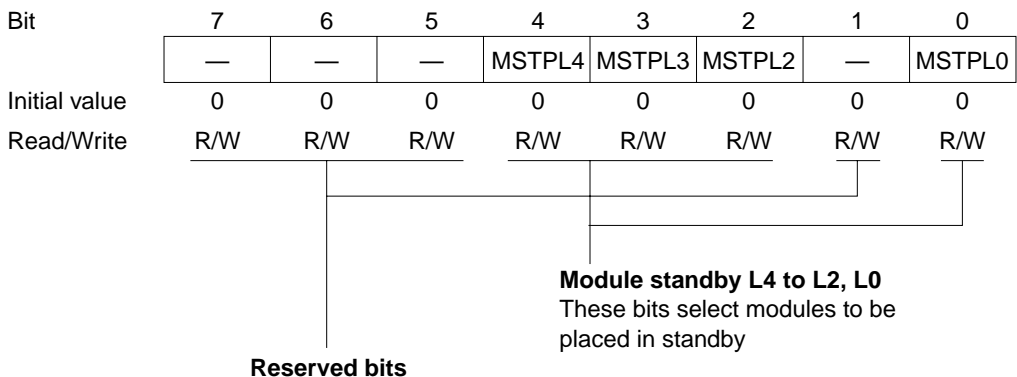 Bit 7 6 5 4 3 2 1 0
— — — MSTPL4 MSTPL3 MSTPL2 — MSTPL0
Initial value 0 0 0 0 0 0 0 0
Read/Write R/W R/W R/W R/W R/W R/W R/W R/W
Module standby L4 to L2, L0
These bits select modules to be
placed in standby
Reserved bits